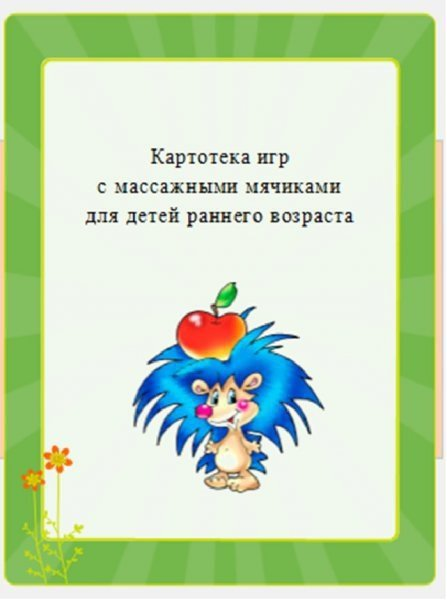 Картотека игр
с массажными мячиками
для детей раннего возраста